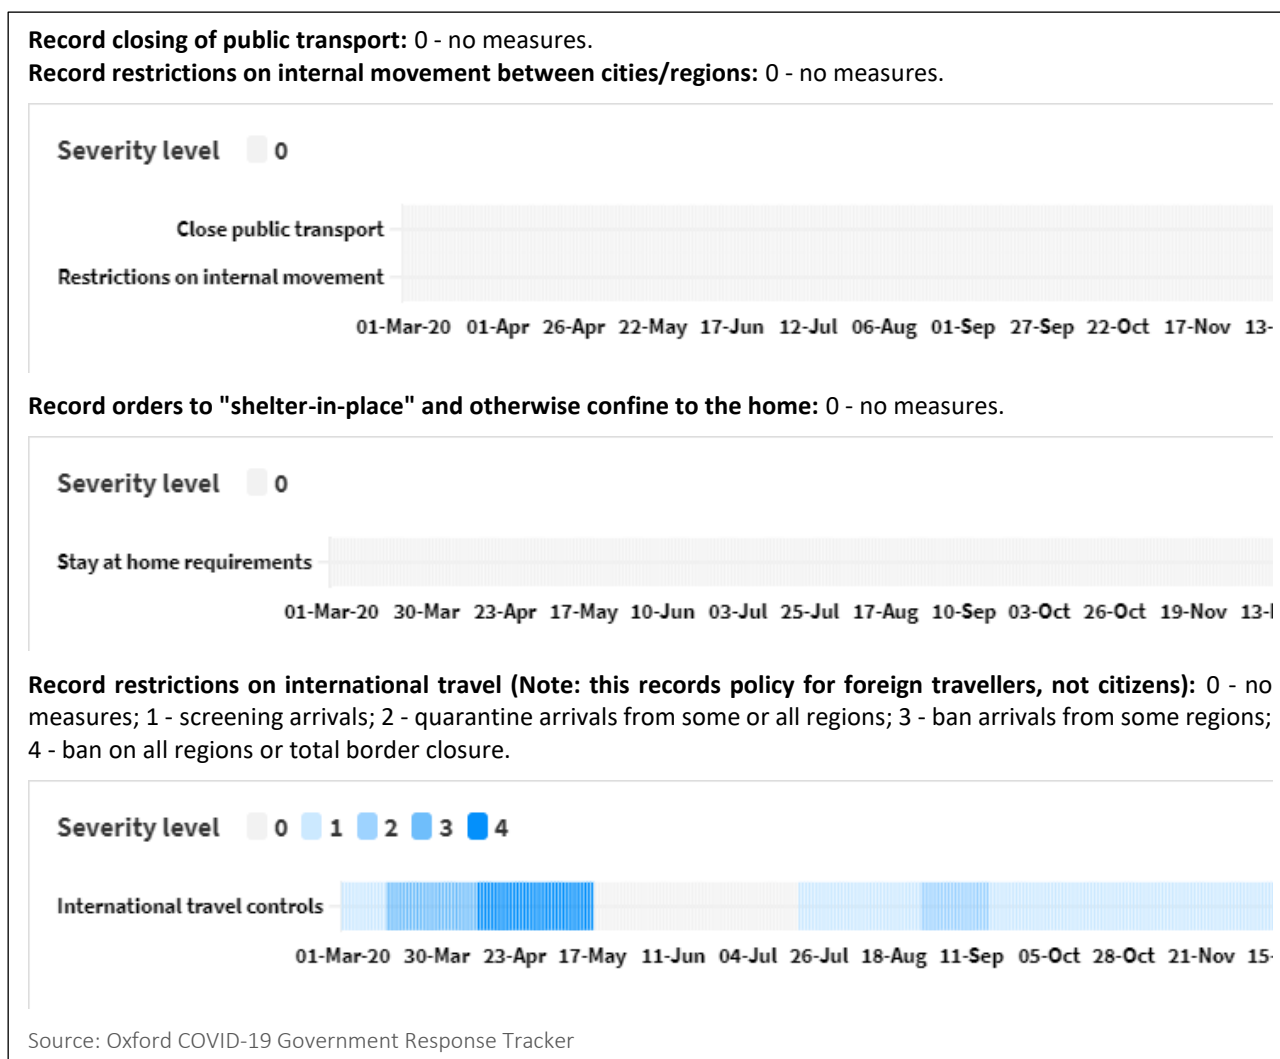 Record closing of public transport: 0 - no measures.
Record restrictions on internal movement between cities/regions: 0 - no measures.
Severity level 0
Close public transport
Restrictions on internal movement
01-Mar-20 01-Apr 26-Apr 22-May 17-Jun 12-Jul 06-Aug 01-Sep 27-Sep 22-Oct 17-Nov 13-
Record orders to "shelter-in-place" and otherwise confine to the home: 0 - no measures.
Severity level 0
Stay at home requirements
01-Mar-20 30-Mar 23-Apr 17-May 10-Jun 03-Jul 25-Jul 17-Aug 10-Sep 03-Oct 26-Oct 19-Nov 13-
Record restrictions on international travel (Note: this records policy for foreign travellers, not citizens): 0 - no
measures; 1 - screening arrivals; 2 - quarantine arrivals from some or all regions; 3 - ban arrivals from some regions;
4 - ban on all regions or total border closure.
Severity level 0 1 2 3 4
International travel controls
01-Mar-20 30-Mar 23-Apr 17-May 11-Jun 04-Jul 26-Jul 18-Aug 11-Sep 05-Oct 28-Oct 21-Nov 15-
Source: Oxford COVID-19 Government Response Tracker